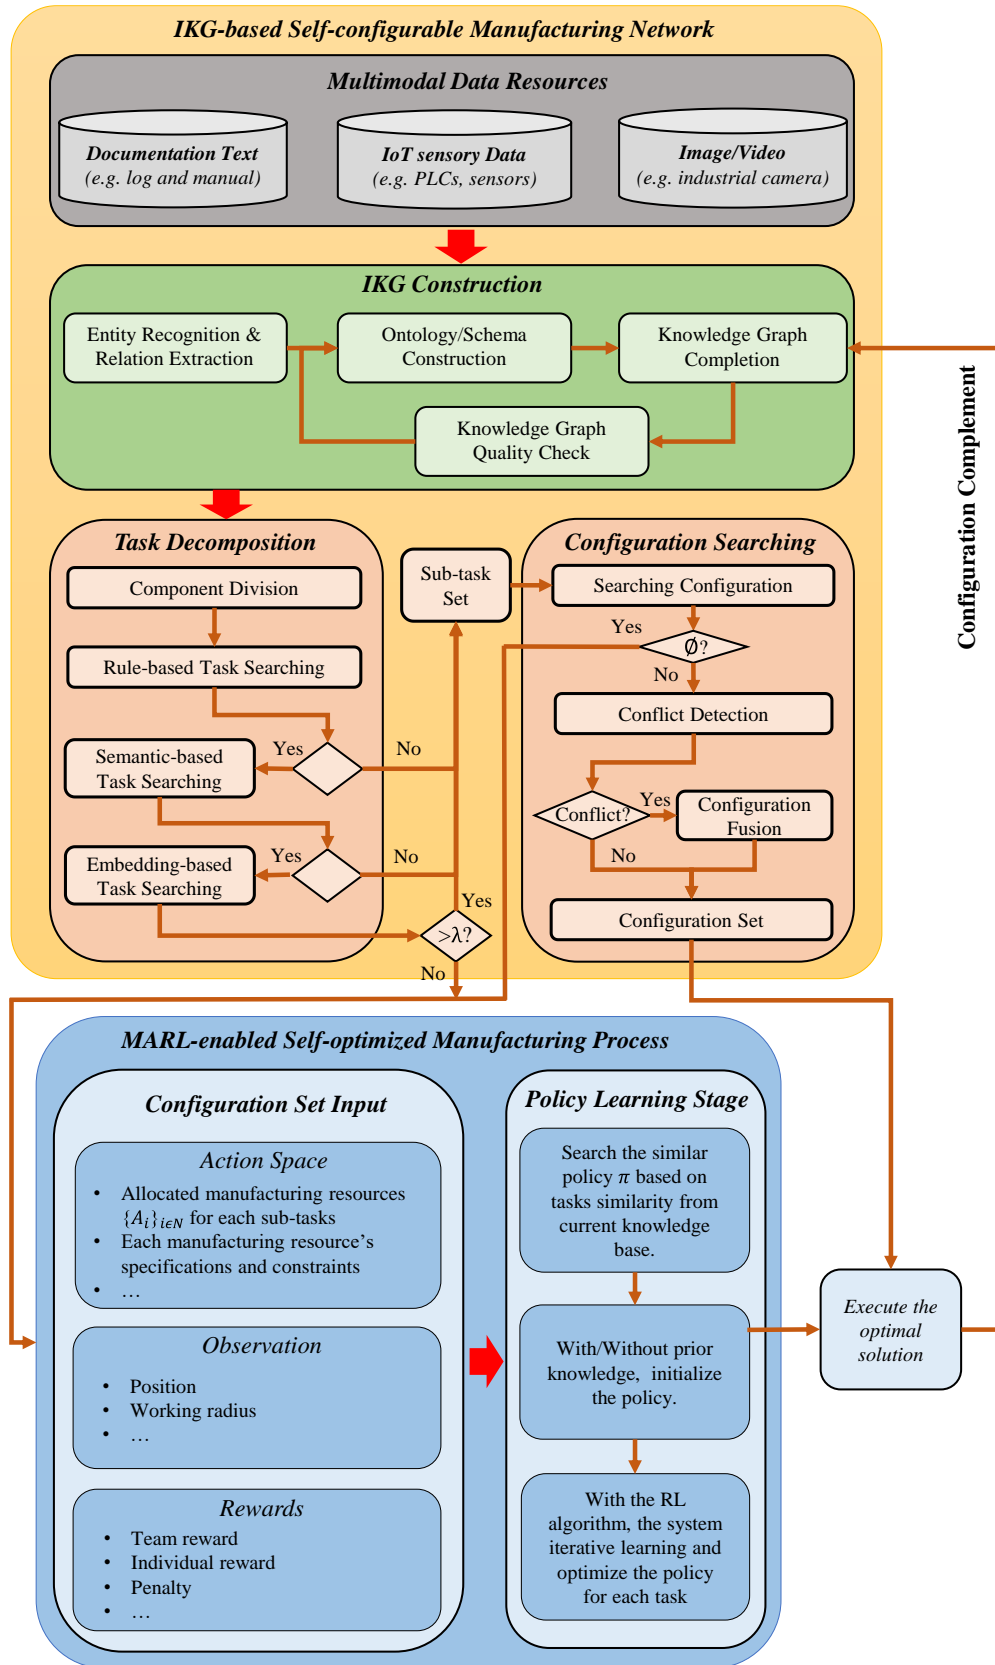 IKG-based Self-configurable Manufacturing Network
Multimodal Data Resources
Documentation Text
(e.g. log and manual)
IoT sensory Data
(e.g. PLCs, sensors)
Image/Video
(e.g. industrial camera)
IKG Construction
Entity Recognition &
Relation Extraction
Ontology/Schema
Construction
Knowledge Graph
Completion
Knowledge Graph
Quality Check
Configuration Complement
Task Decomposition
Component Division
Rule-based Task Searching
Yes
No
Semantic-based
Task Searching
Yes
No
Embedding-based
Task Searching
Yes
>λ?
No
Sub-task
Set
Configuration Searching
Searching Configuration
Yes
∅?
No
Conflict Detection
Conflict?
Yes
Configuration
Fusion
No
Configuration Set
MARL-enabled Self-optimized Manufacturing Process
Configuration Set Input
Action Space
• Allocated manufacturing resources
{A_i}_{iϵN} for each sub-tasks
• Each manufacturing resource's
specifications and constraints
• …
Observation
• Position
• Working radius
• …
Rewards
• Team reward
• Individual reward
• Penalty
• …
Policy Learning Stage
Search the similar
policy π based on
tasks similarity from
current knowledge
base.
With/Without prior
knowledge, initialize
the policy.
With the RL
algorithm, the system
iterative learning and
optimize the policy
for each task
Execute the
optimal
solution